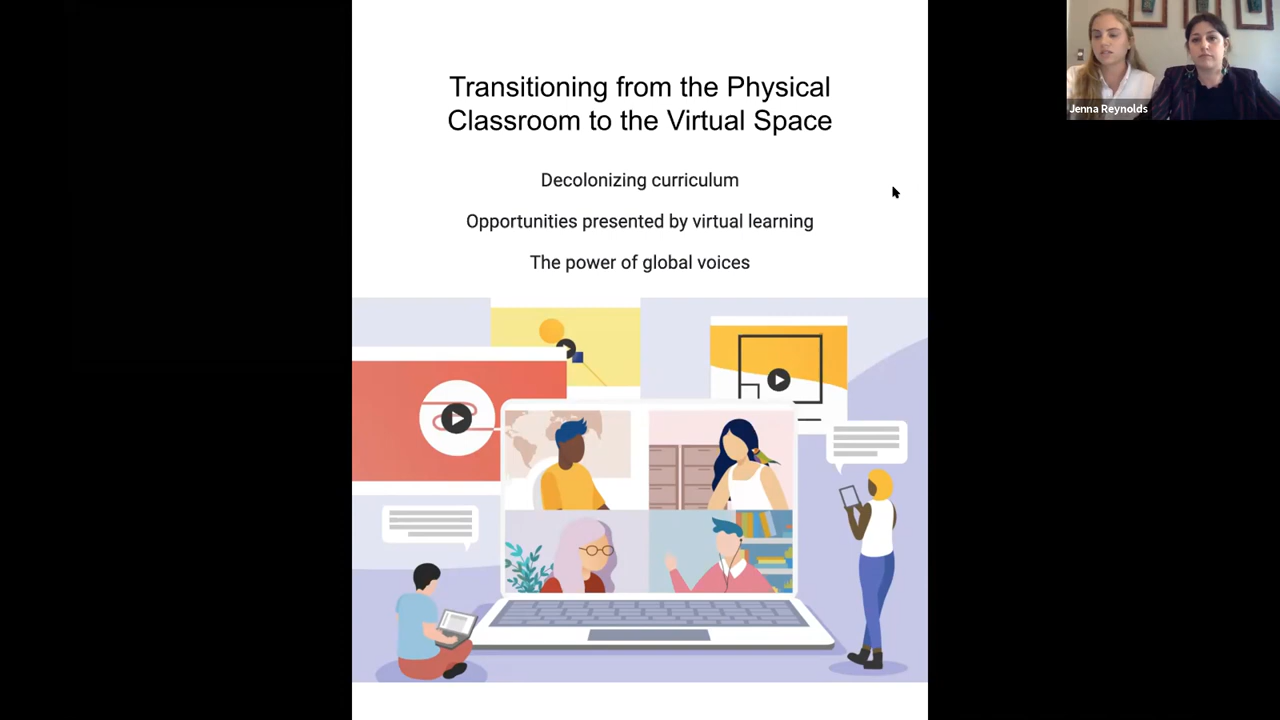 Transitioning from the Physical
Classroom to the Virtual Space
Decolonizing curriculum
Opportunities presented by virtual learning
The power of global voices
Jenna Reynolds